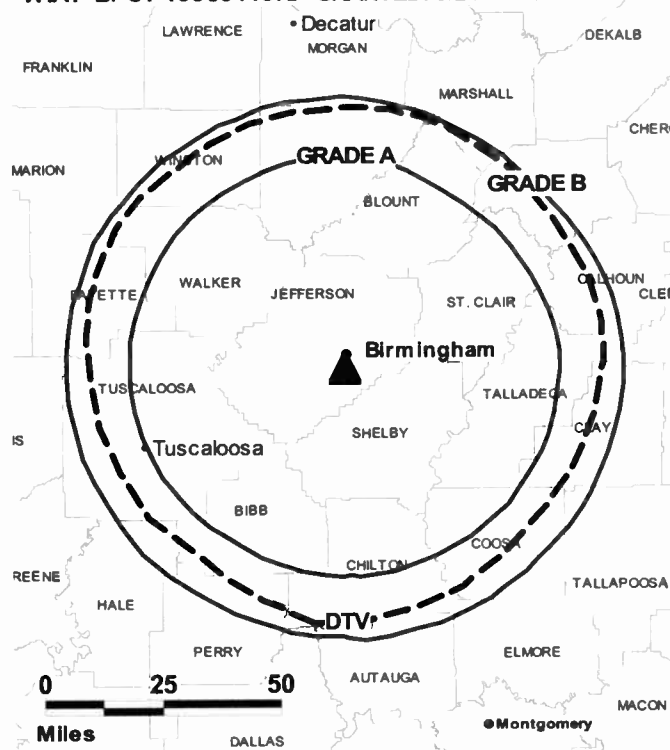 LAWRENCE
Decatur
DEKALB
MORGAN
FRANKLIN
MARSHALL
CHER
MARION
WINSTON
GRADE A
GRADE B
BLOUNT
WALKER
JEFFERSON
CALHOUN
FAYETTE
ST. CLAIR
CLE
Birmingham
TUSCALOOSA
TALLADEGA
SHELBY
CLAY
IS
Tuscaloosa
BIBB
COOSA
CHILTON
REENE
TALLAPOOSA
HALE
DTV
PERRY
ELMORE
AUTAUGA
0 25 50
Miles
MACON
Montgomery
DALLAS